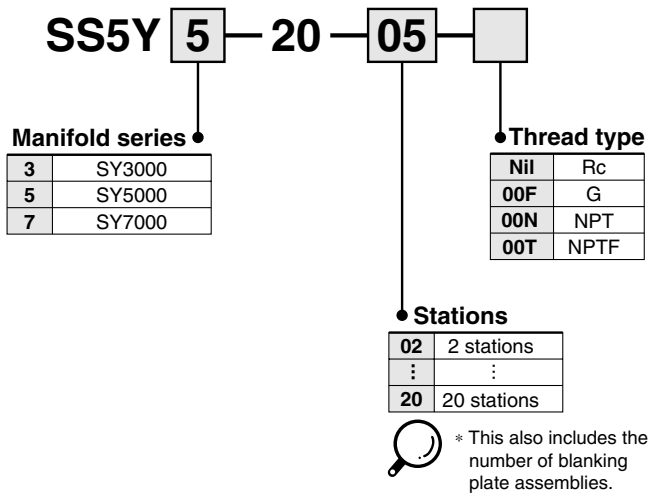 SS5Y 5 — 20 — 05 —
Manifold series
3 SY3000
5 SY5000
7 SY7000
Thread type
Nil Rc
00F G
00N NPT
00T NPTF
Stations
02 2 stations
⋮ ⋮
20 20 stations
* This also includes the
number of blanking
plate assemblies.